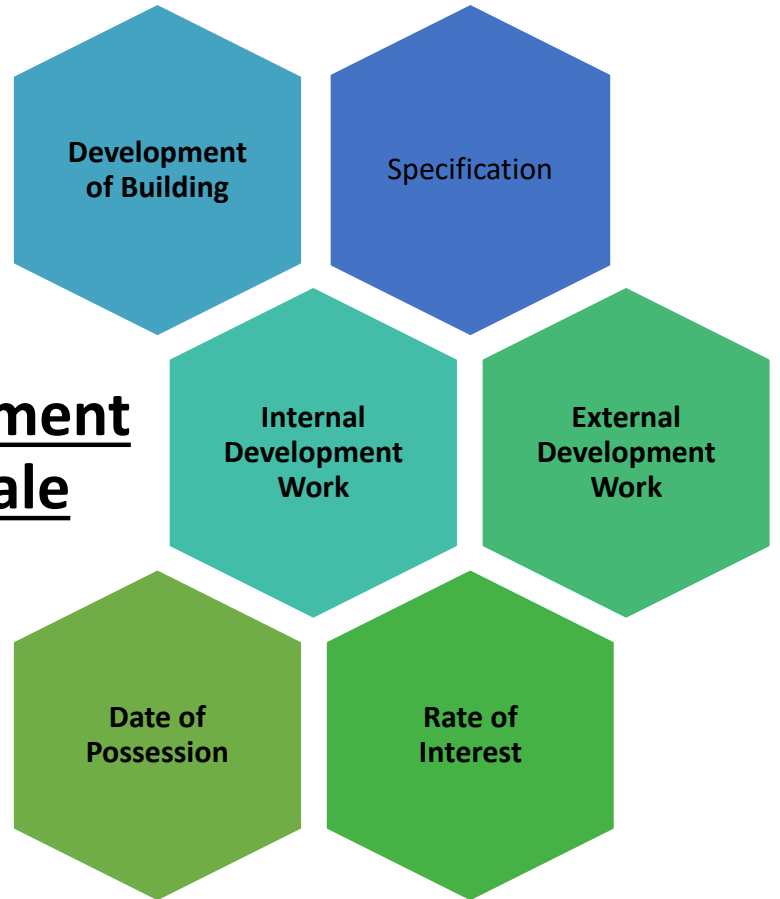 Development
of Building
Specification
ment
ale
Internal
Development
Work
External
Development
Work
Date of
Possession
Rate of
Interest